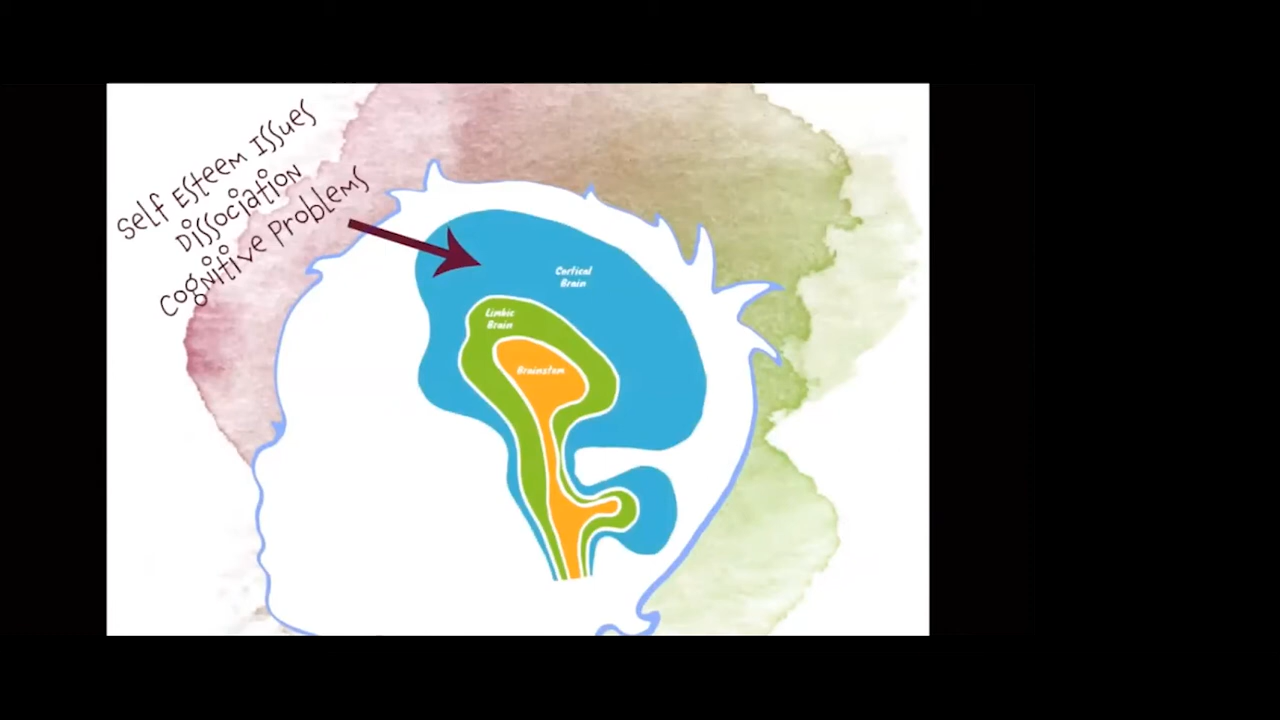 Self Esteem Issues
Dissociation
Cognitive Problems
Cortical
Brain
Limbic
Brain
Brainstem